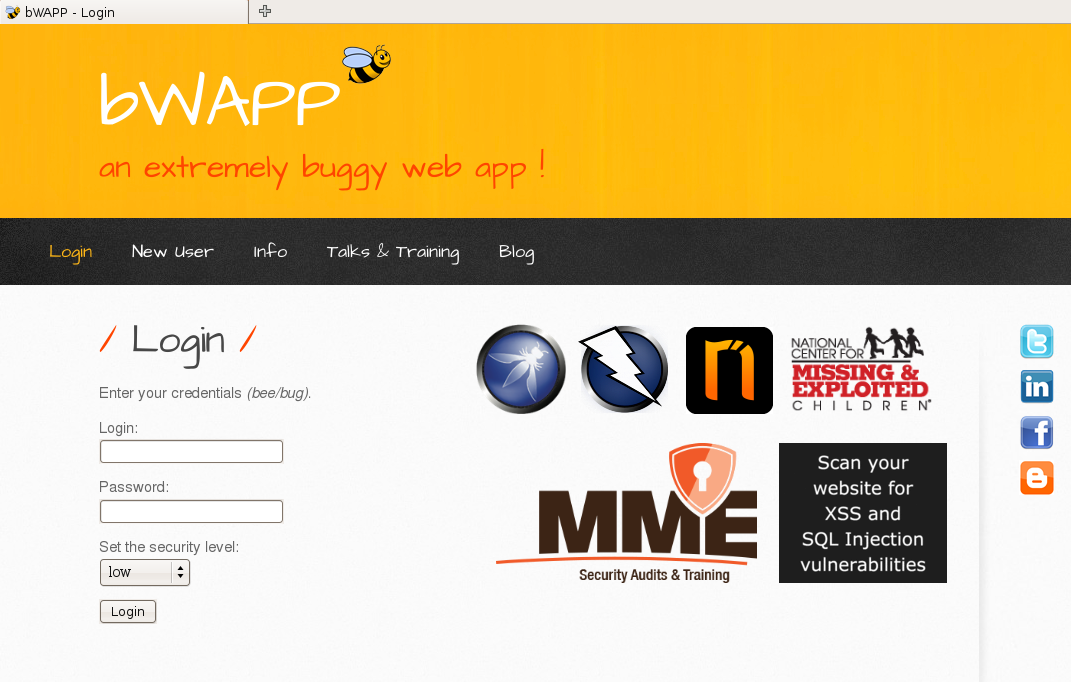 bWAPP - Login
bWAPP
an extremely buggy web app !
Login New User Info Talks & Training Blog
/ Login /
Enter your credentials (bee/bug).
Login:
Password:
Set the security level:
low
Login
NATIONAL
CENTER FOR
MISSING &
EXPLOITED
CHILDREN®
MME
Security Audits & Training
Scan your
website for
XSS and
SQL Injection
vulnerabilities